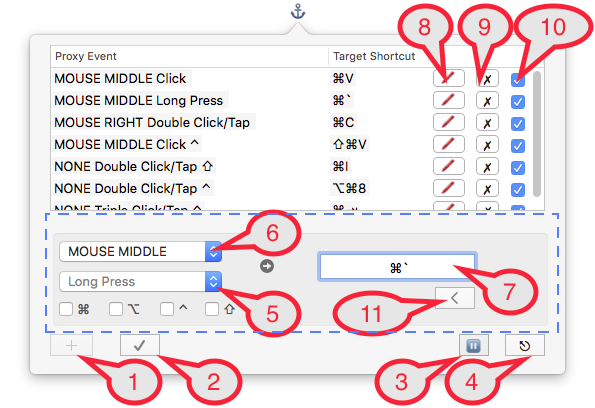 8 9 10
Proxy Event Target Shortcut
MOUSE MIDDLE Click ⌘V ✗
MOUSE MIDDLE Long Press ⌘` ✗
MOUSE RIGHT Double Click/Tap ⌘C ✗
MOUSE MIDDLE Click ^ ⇧⌘V ✗
NONE Double Click/Tap ⇧ ⌘I ✗
NONE Double Click/Tap ^ ⌥⌘8 ✗
NONE Triple Click/Tap
6
MOUSE MIDDLE
⌘`
7
Long Press
5
11
⌘ ⌥ ^ ⇧
1 2 3 4